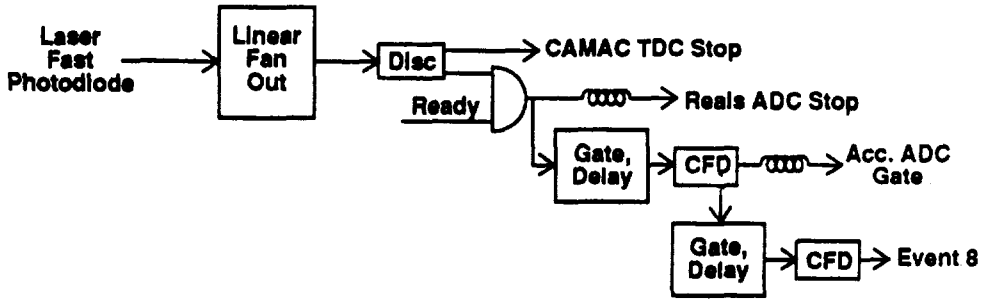 Laser
Fast
Photodiode
Linear
Fan
Out
Disc
CAMAC TDC Stop
Ready
Reals ADC Stop
Gate,
Delay
CFD
Acc. ADC
Gate
Gate,
Delay
CFD
Event 8